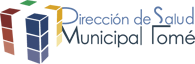 Dirección de Salud
Municipal Tomé